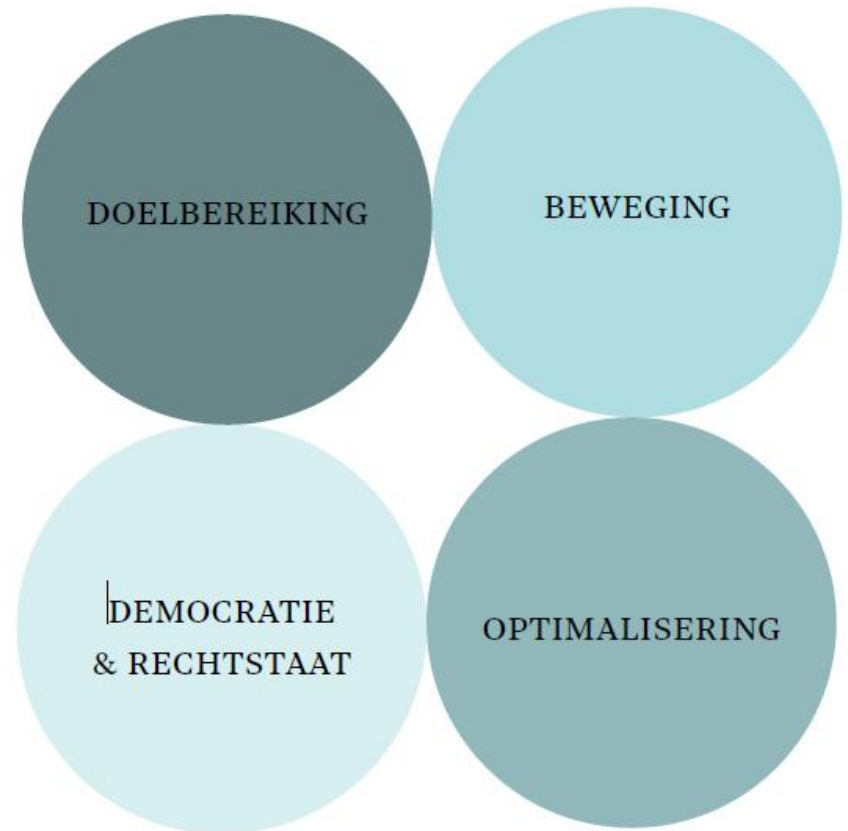 DOELBEREIKING
BEWEGING
DEMOCRATIE
& RECHTSTAAT
OPTIMALISERING